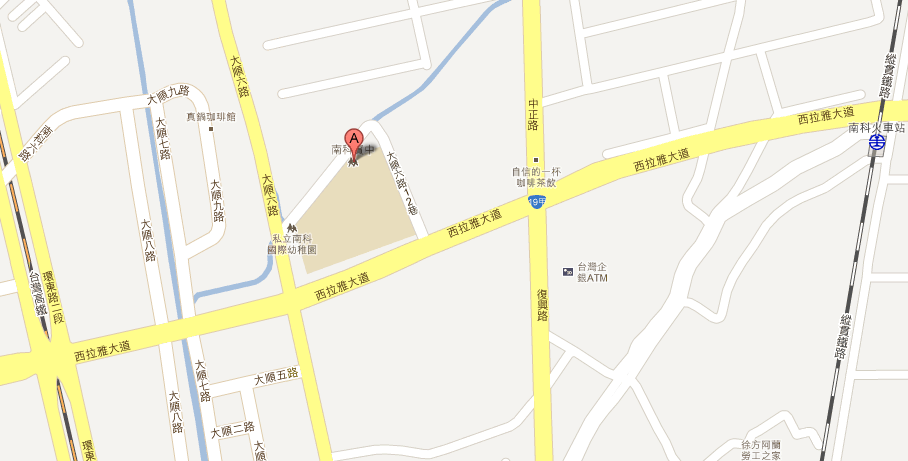 大順六路
中正路
縱貫鐵路
大順九路
真鍋咖啡館
西拉雅大道
南科六路
大順七路
A
南科實中
南科火車站
西拉雅大道
大順六路12巷
自信的一杯
咖啡茶飲
大順六路
大順九路
19甲
西拉雅大道
大順八路
私立南科
國際幼稚園
台灣高鐵
環東路二段
西拉雅大道
台灣企
銀ATM
復興路
縱貫鐵路
西拉雅大道
大順七路
大順五路
大順八路
大順二路
環東
大順
徐方阿蘭
勞工之家